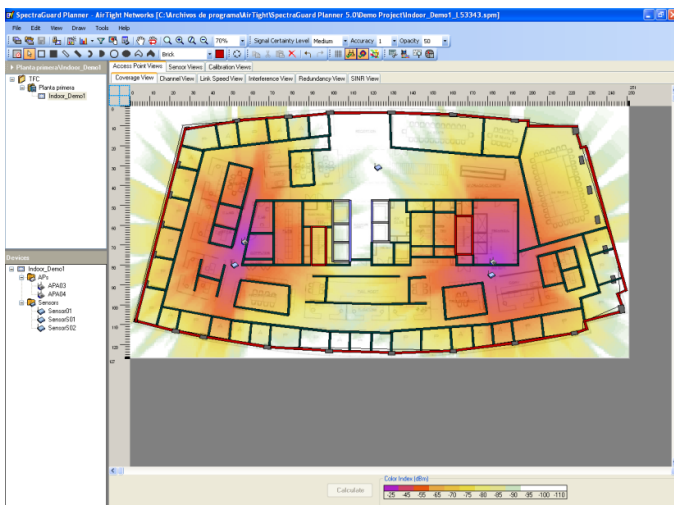 SpectraGuard Planner - AirTight Networks [C:\Archivos de programa\AirTight\SpectraGuard Planner 5.0\Demo Project\Indoor_Demo1_L53343.spm]
File Edit View Draw Tools Help
70% Signal Certainty Level Medium Accuracy 1 Opacity 50
Brick
Planta primera\Indoor_Demo1
TFC
Planta primera
Indoor_Demo1
Access Point Views Sensor Views Calibration Views
Coverage View Channel View Link Speed View Interference View Redundancy View SINR View
Devices
Indoor_Demo1
APs
APA03
APA04
Sensors
Sensor01
SensorS01
SensorS02
Calculate
Color Index (dBm)
-25 -45 -55 -65 -70 -75 -80 -85 -90 -95 -100 -110